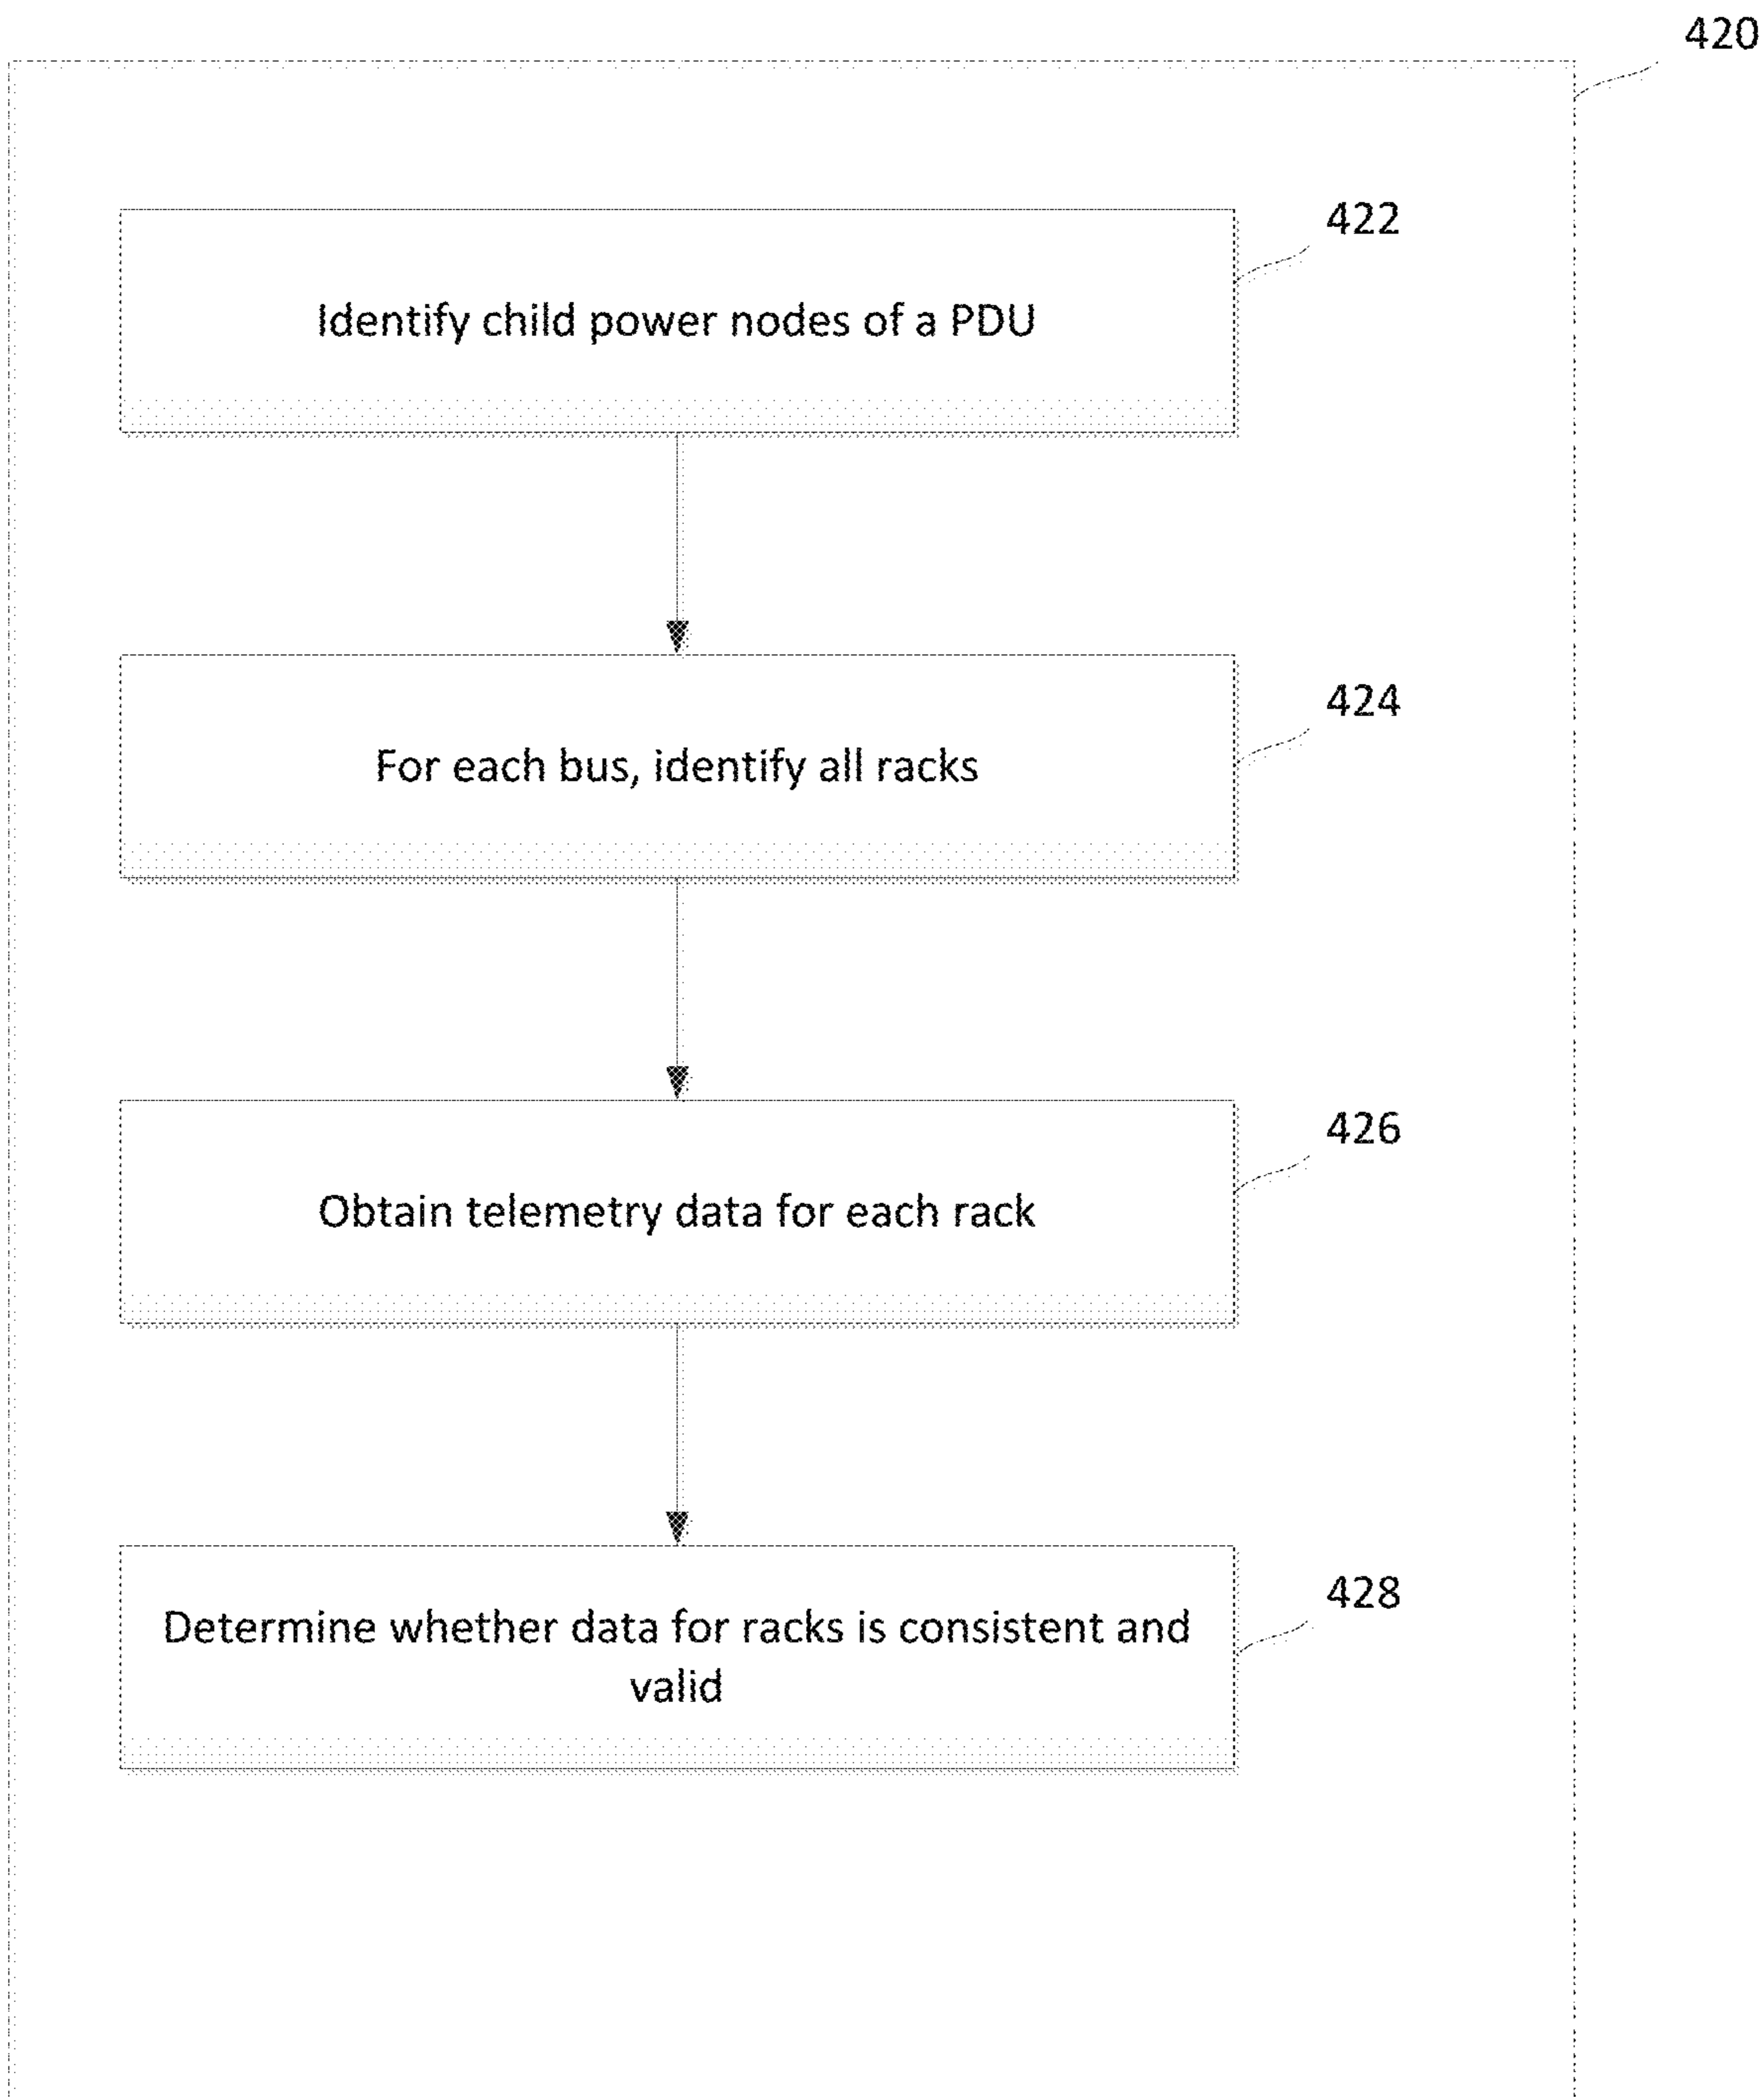 420
422
Identify child power nodes of a PDU
424
For each bus, identify all racks
426
Obtain telemetry data for each rack
428
Determine whether data for racks is consistent and
valid